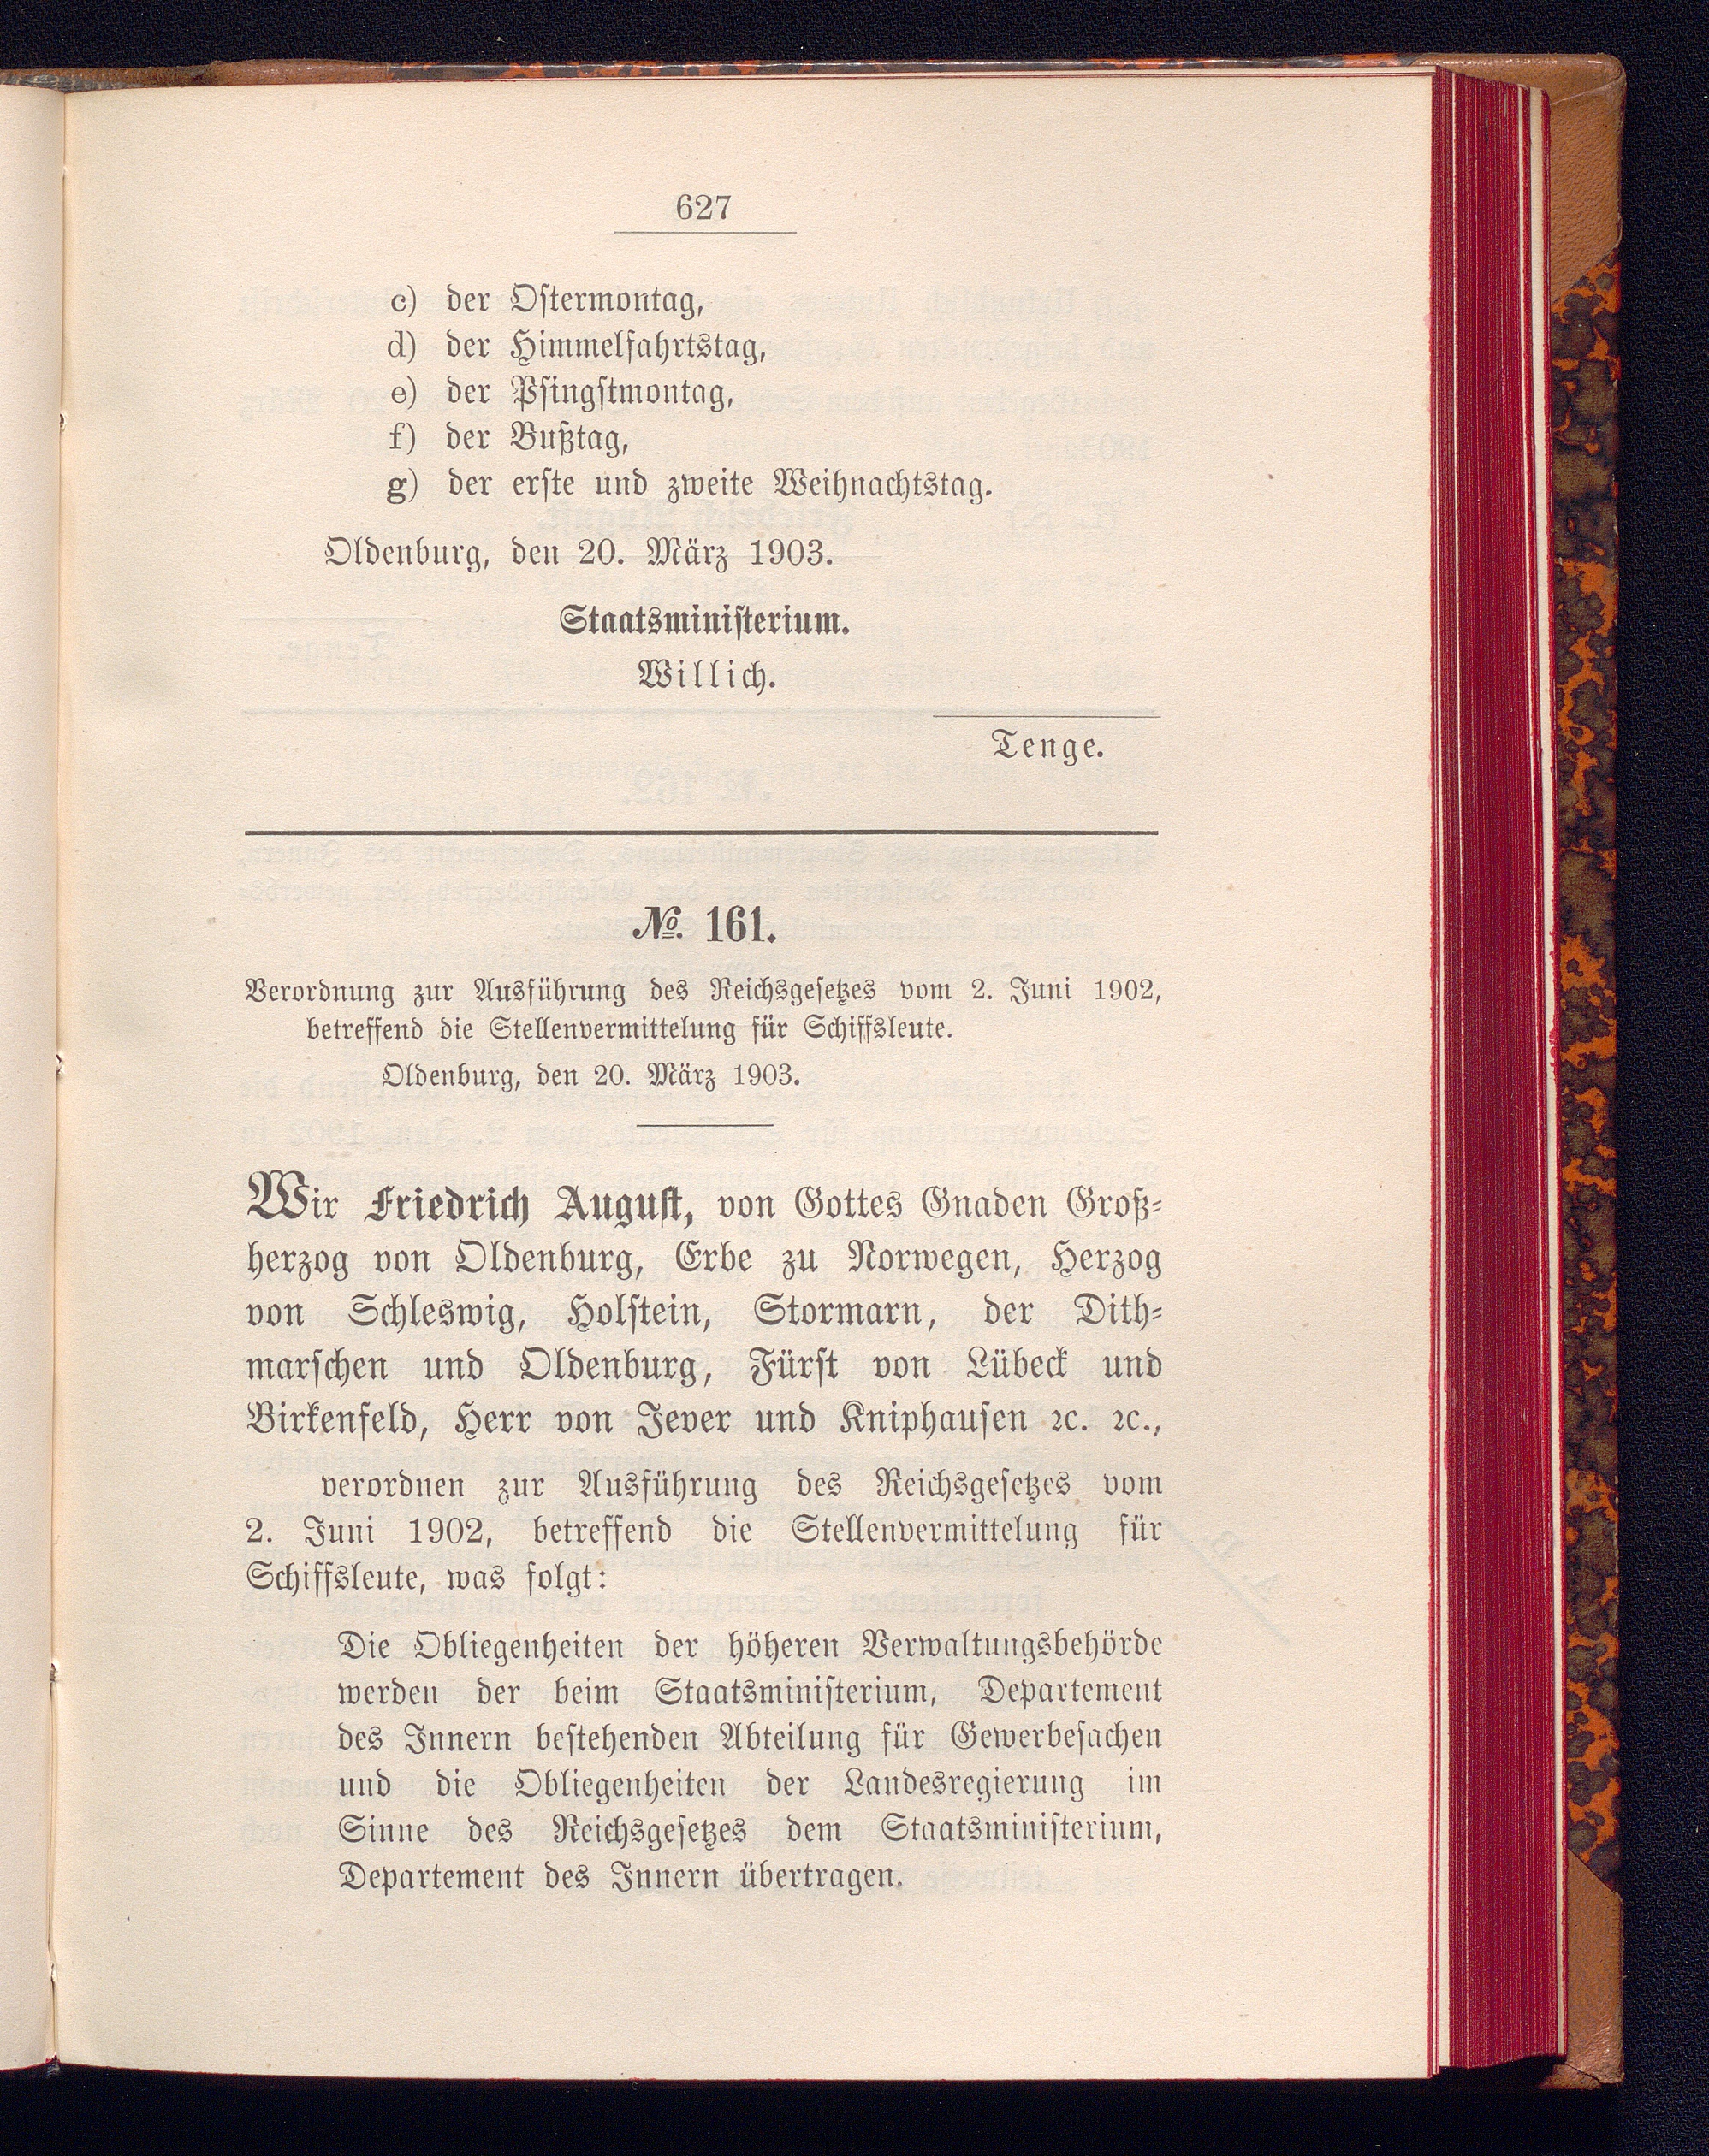 627
c) der Ostermontag,
d) der Himmelfahrtstag,
e) der Pfingstmontag,
f) der Bußtag,
g) der erste und zweite Weihnachtstag.
Oldenburg, den 20. März 1903.
Staatsministerium.
Willich.
Tenge.
№. 161.
Verordnung zur Ausführung des Reichsgesetzes vom 2. Juni 1902,
betreffend die Stellenvermittelung für Schiffsleute.
Oldenburg, den 20. März 1903.
Wir Friedrich August, von Gottes Gnaden Groß-
herzog von Oldenburg, Erbe zu Norwegen, Herzog
von Schleswig, Holstein, Stormarn, der Dith-
marschen und Oldenburg, Fürst von Lübeck und
Birkenfeld, Herr von Jever und Kniphausen ꝛc. ꝛc.,
verordnen zur Ausführung des Reichsgesetzes vom
2. Juni 1902, betreffend die Stellenvermittelung für
Schiffsleute, was folgt:
Die Obliegenheiten der höheren Verwaltungsbehörde
werden der beim Staatsministerium, Departement
des Innern bestehenden Abteilung für Gewerbesachen
und die Obliegenheiten der Landesregierung im
Sinne des Reichsgesetzes dem Staatsministerium,
Departement des Innern übertragen.